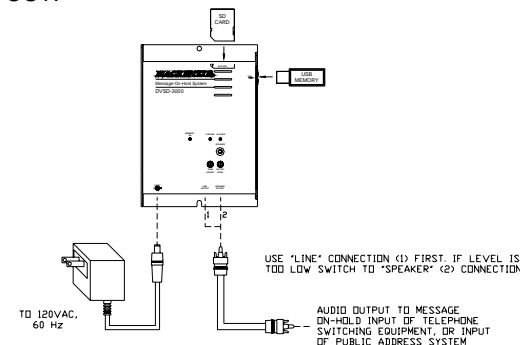 SD
CARD
USB
MEMORY
Message-On-Hold System
DVSD-3000
1 2
USE "LINE" CONNECTION (1) FIRST. IF LEVEL IS
TOO LOW SWITCH TO "SPEAKER" (2) CONNECTION
TO 120VAC,
60 Hz
AUDIO OUTPUT TO MESSAGE
ON-HOLD INPUT OF TELEPHONE
SWITCHING EQUIPMENT, OR INPUT
OF PUBLIC ADDRESS SYSTEM